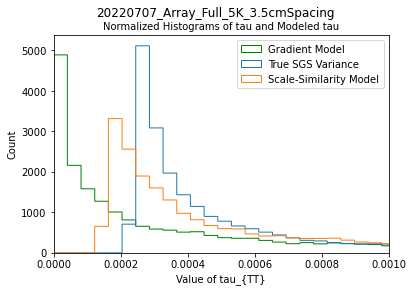 20220707_Array_Full_5K_3.5cmSpacing
Normalized Histograms of tau and Modeled tau
Gradient Model
True SGS Variance
Scale-Similarity Model
5000
4000
3000
2000
1000
0
Count
0.0000
0.0002
0.0004
0.0006
0.0008
0.0010
Value of tau_{TT}